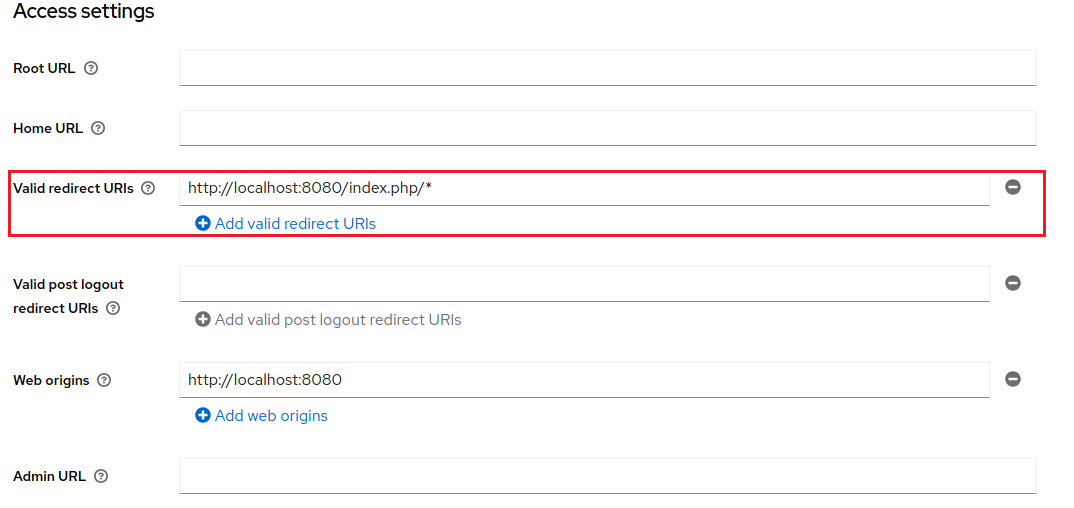 Access settings
Root URL
Home URL
Valid redirect URIs
http://localhost:8080/index.php/*
Add valid redirect URIs
Valid post logout
redirect URIs
Add valid post logout redirect URIs
Web origins
http://localhost:8080
Add web origins
Admin URL